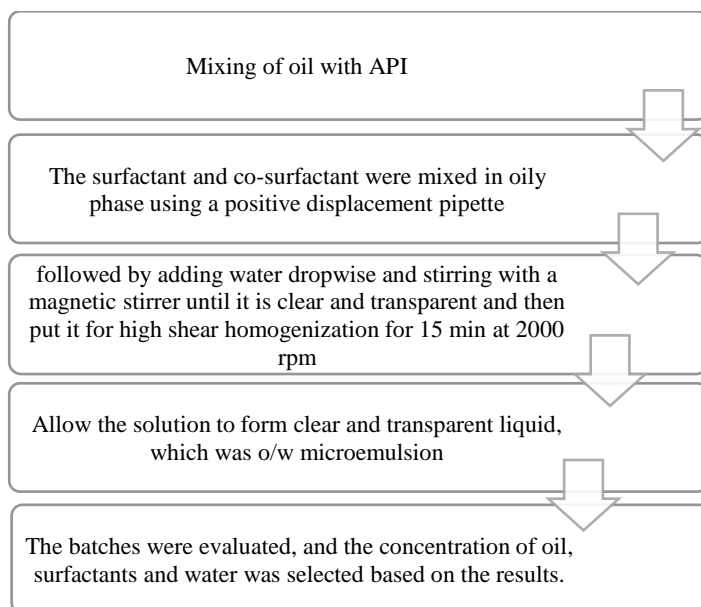 Mixing of oil with API
The surfactant and co-surfactant were mixed in oily
phase using a positive displacement pipette
followed by adding water dropwise and stirring with a
magnetic stirrer until it is clear and transparent and then
put it for high shear homogenization for 15 min at 2000
rpm
Allow the solution to form clear and transparent liquid,
which was o/w microemulsion
The batches were evaluated, and the concentration of oil,
surfactants and water was selected based on the results.